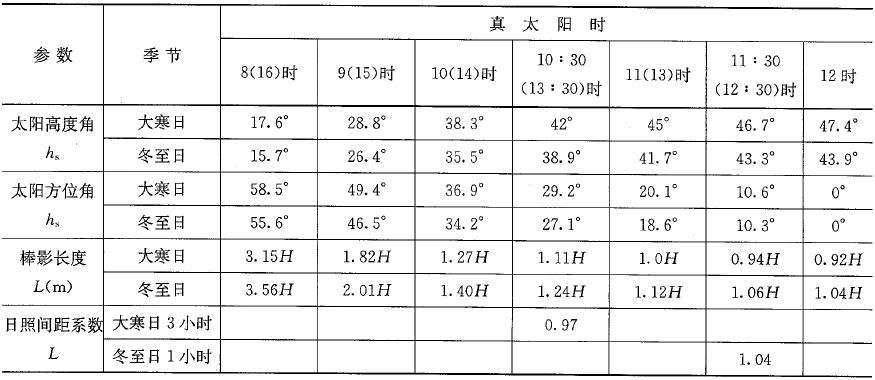 参数 季节 真太阳时
8(16)时 9(15)时 10(14)时 10：30(13：30)时 11(13)时 11：30(12：30)时 12时
太阳高度角 hs 大寒日 17.6° 28.8° 38.3° 42° 45° 46.7° 47.4°
冬至日 15.7° 26.4° 35.5° 38.9° 41.7° 43.3° 43.9°
太阳方位角 hs 大寒日 58.5° 49.4° 36.9° 29.2° 20.1° 10.6° 0°
冬至日 55.6° 46.5° 34.2° 27.1° 18.6° 10.3° 0°
棒影长度 L(m) 大寒日 3.15H 1.82H 1.27H 1.11H 1.0H 0.94H 0.92H
冬至日 3.56H 2.01H 1.40H 1.24H 1.12H 1.06H 1.04H
日照间距系数 L 大寒日3小时 0.97
冬至日1小时 1.04